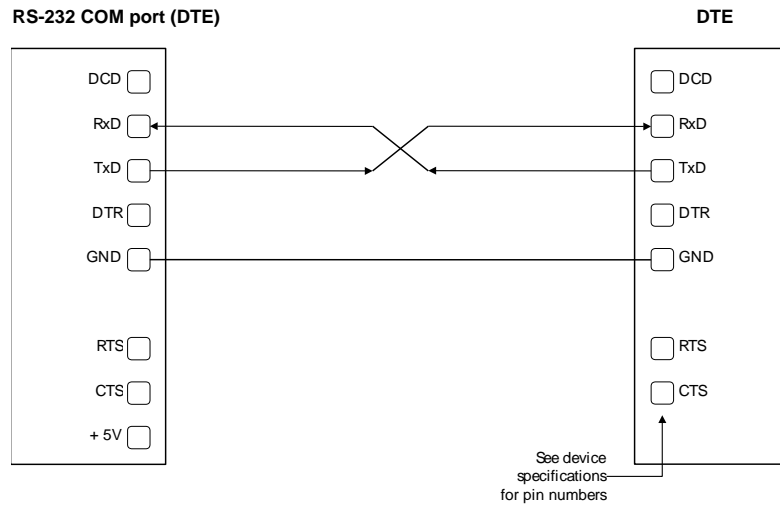 RS-232 COM port (DTE)
DTE
DCD
DCD
RxD
RxD
TxD
TxD
DTR
DTR
GND
GND
RTS
RTS
CTS
CTS
+ 5V
See device
specifications
for pin numbers